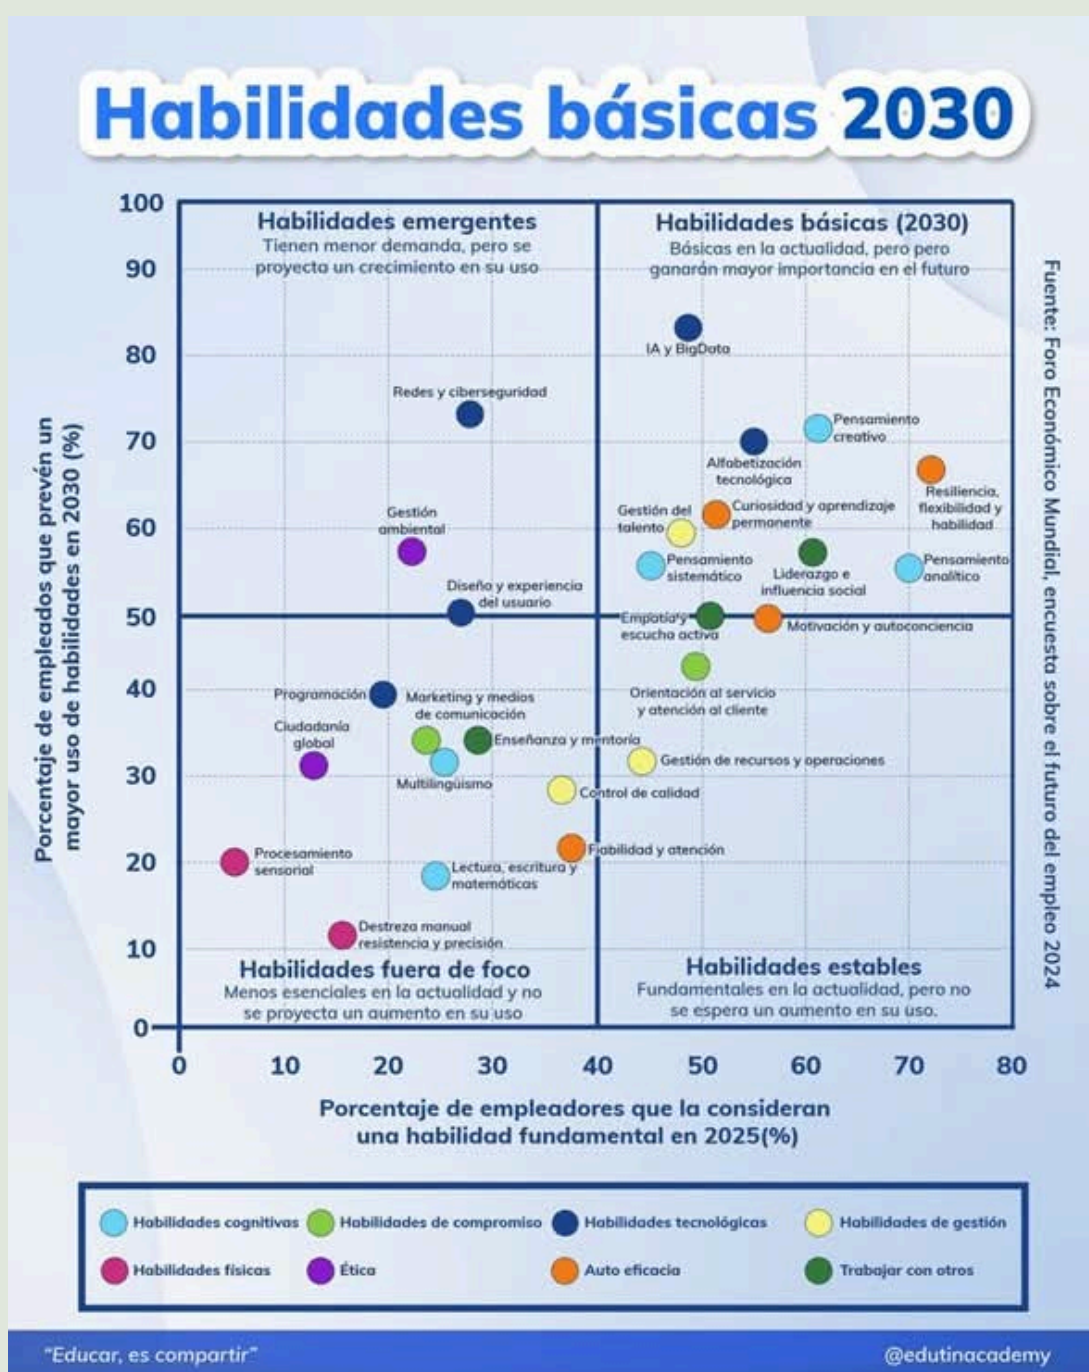 Habilidades básicas 2030
Porcentaje de empleados que prevén un
mayor uso de habilidades en 2030 (%)
100
90
80
70
60
50
40
30
20
10
0
Habilidades emergentes
Tienen menor demanda, pero se
proyecta un crecimiento en su uso
Habilidades básicas (2030)
Básicas en la actualidad, pero pero
ganarán mayor importancia en el futuro
IA y BigData
Redes y ciberseguridad
Pensamiento
creativo
Alfabetización
tecnológica
Resiliencia,
flexibilidad y
habilidad
Gestión del
talento
Curiosidad y aprendizaje
permanente
Gestión
ambiental
Pensamiento
sistemático
Liderazgo e
influencia social
Pensamiento
analítico
Diseño y experiencia
del usuario
Empatía y
escucha activa
Motivación y autoconciencia
Orientación al servicio
y atención al cliente
Programación
Marketing y medios
de comunicación
Ciudadanía
global
Enseñanza y mentoría
Multilingüismo
Gestión de recursos y operaciones
Control de calidad
Fiabilidad y atención
Procesamiento
sensorial
Lectura, escritura y
matemáticas
Destreza manual
resistencia y precisión
Habilidades fuera de foco
Menos esenciales en la actualidad y no
se proyecta un aumento en su uso
Habilidades estables
Fundamentales en la actualidad, pero no
se espera un aumento en su uso.
0 10 20 30 40 50 60 70 80
Porcentaje de empleadores que la consideran
una habilidad fundamental en 2025(%)
Fuente: Foro Económico Mundial, encuesta sobre el futuro del empleo 2024
Habilidades cognitivas Habilidades de compromiso Habilidades tecnológicas Habilidades de gestión
Habilidades físicas Ética Auto eficacia Trabajar con otros
"Educar, es compartir" @edutinacademy